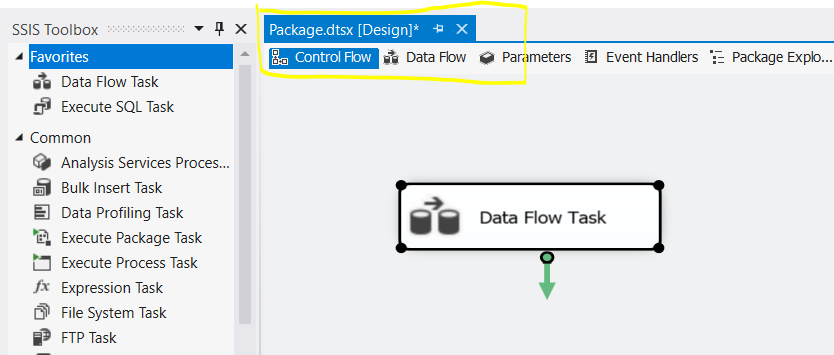 SSIS Toolbox
Favorites
Data Flow Task
Execute SQL Task
Common
Analysis Services Proces...
Bulk Insert Task
Data Profiling Task
Execute Package Task
Execute Process Task
fx Expression Task
File System Task
FTP Task
Package.dtsx [Design]*
Control Flow Data Flow Parameters Event Handlers Package Explo...
Data Flow Task